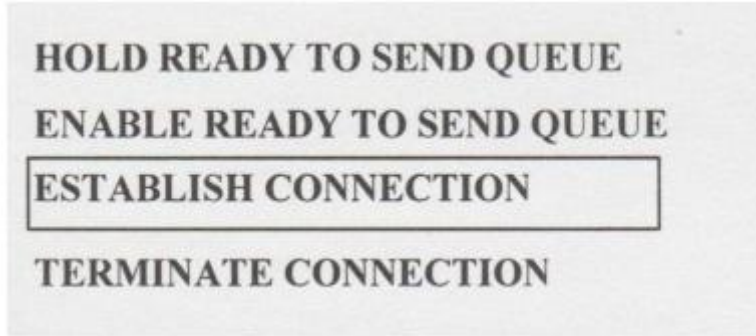 HOLD READY TO SEND QUEUE
ENABLE READY TO SEND QUEUE
ESTABLISH CONNECTION
TERMINATE CONNECTION